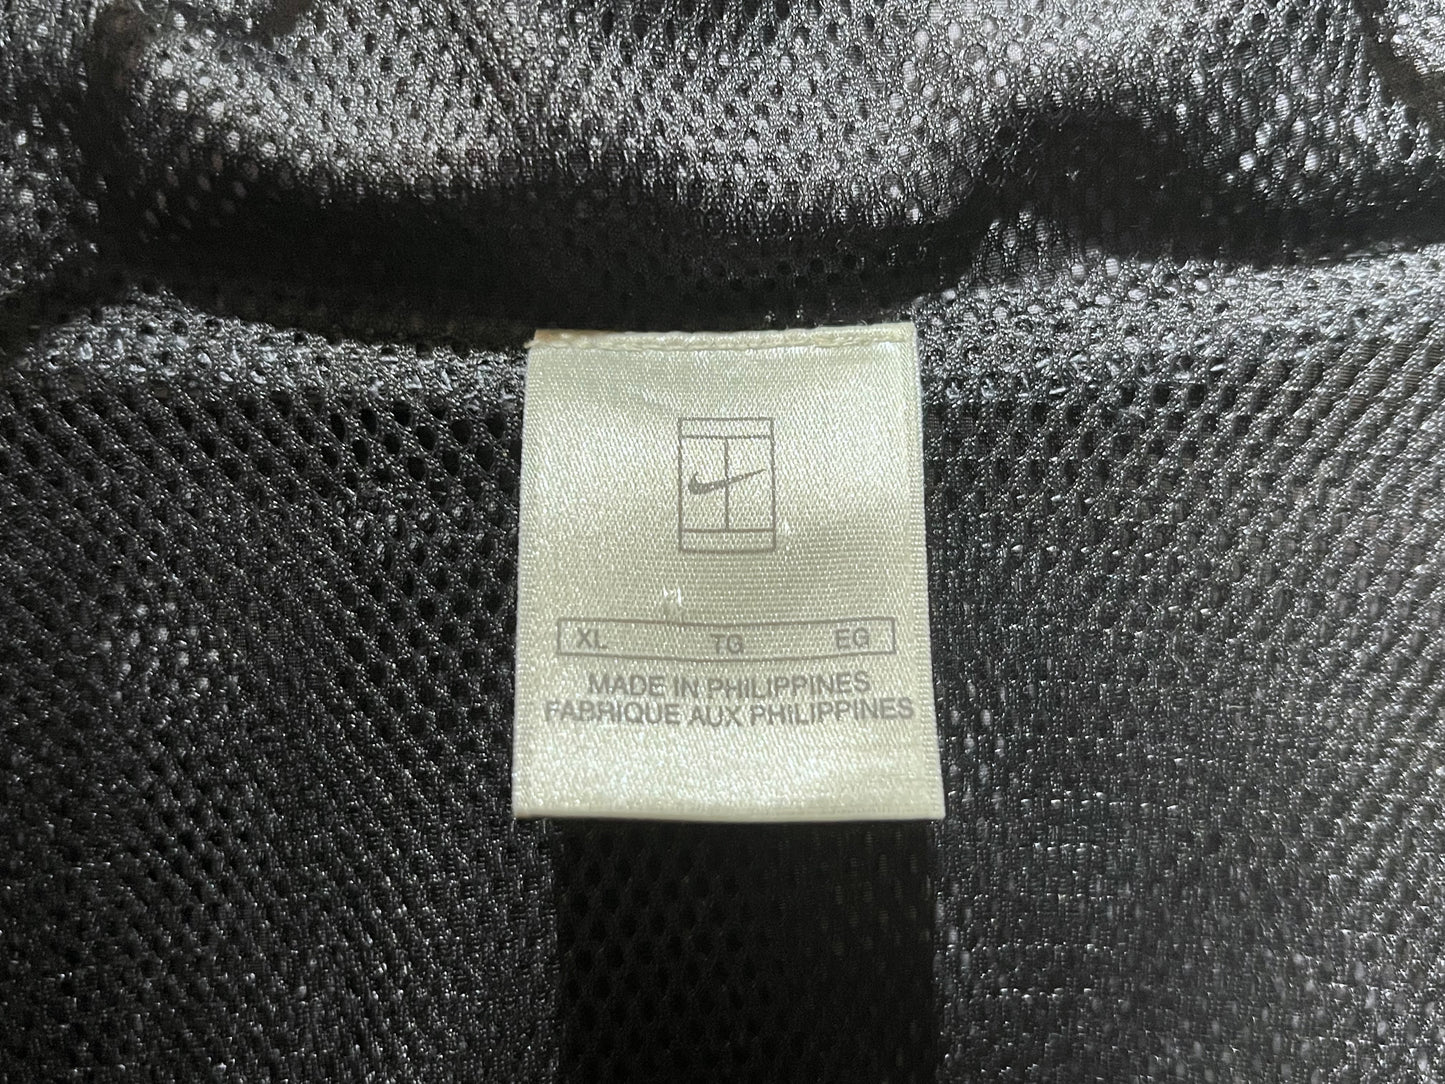 XL TG EG
MADE IN PHILIPPINES
FABRIQUE AUX PHILIPPINES